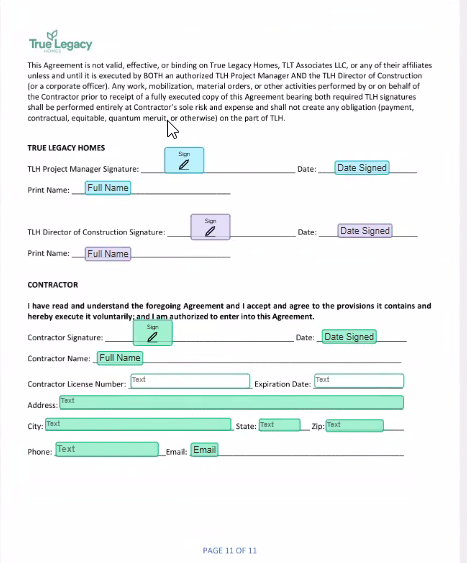 True Legacy
HOMES
This Agreement is not valid, effective, or binding on True Legacy Homes, TLT Associates LLC, or any of their affiliates
unless and until it is executed by BOTH an authorized TLH Project Manager AND the TLH Director of Construction
(or a corporate officer). Any work, mobilization, material orders, or other activities performed by or on behalf of
the Contractor prior to receipt of a fully executed copy of this Agreement bearing both required TLH signatures
shall be performed entirely at Contractor's sole risk and expense and shall not create any obligation (payment,
contractual, equitable, quantum meruit, or otherwise) on the part of TLH.
TRUE LEGACY HOMES
Sign
TLH Project Manager Signature: Date: Date Signed
Print Name: Full Name
Sign
TLH Director of Construction Signature: Date: Date Signed
Print Name: Full Name
CONTRACTOR
I have read and understand the foregoing Agreement and I accept and agree to the provisions it contains and
hereby execute it voluntarily; and I am authorized to enter into this Agreement.
Sign
Contractor Signature: Date: Date Signed
Contractor Name: Full Name
Contractor License Number: Text Expiration Date: Text
Address: Text
City: Text State: Text Zip: Text
Phone: Text Email: Email
PAGE 11 OF 11